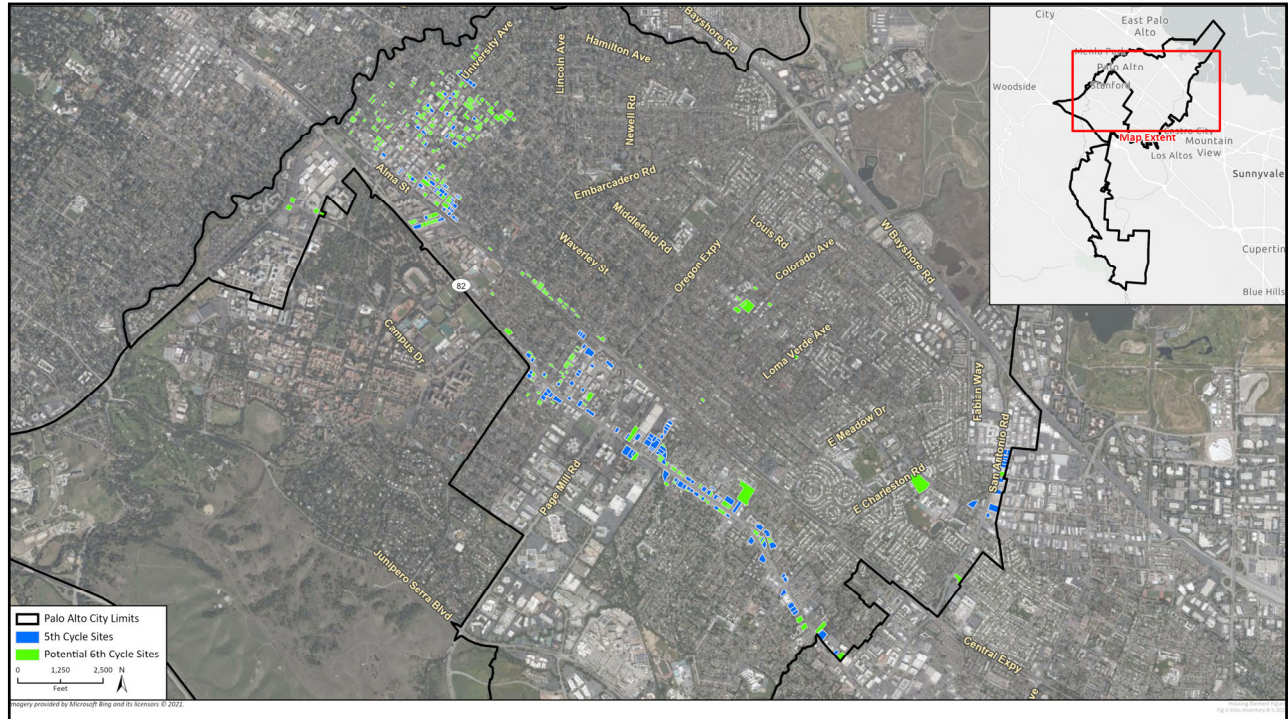 Bayshore Rd
University Ave
Lincoln Ave
Hamilton Ave
Newell Rd
Alma St
Embarcadero Rd
Middlefield Rd
Louis Rd
Colorado Ave
W Bayshore Rd
Waverley St
Oregon Expy
82
Campus Dr
Loma Verde Ave
Fabian Way
E Meadow Dr
San Antonio Rd
E Charleston Rd
Page Mill Rd
Junipero Serra Blvd
Central Expy
City
East Palo
Alto
Menlo Park
Palo Alto
Stanford
Woodside
Map Extent
Mountain
View
Los Altos
Sunnyvale
Cupertin
Blue Hills
Palo Alto City Limits
5th Cycle Sites
Potential 6th Cycle Sites
0 1,250 2,500 N
Feet
Imagery provided by Microsoft Bing and its licensors © 2021.